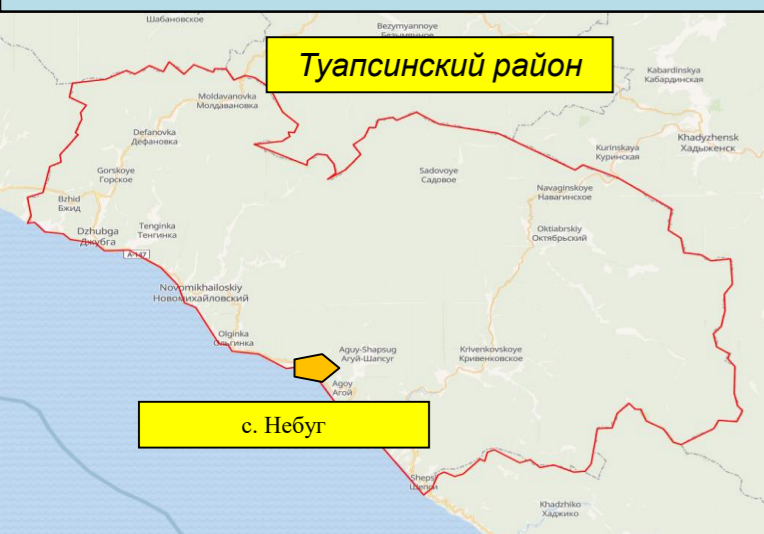 Шабановское
Bezymyannoye
Безымянное
Туапсинский район
Kabardinskaya
Кабардинская
Moldavanovka
Молдавановка
Defanovka
Дефановка
Khadyzhensk
Хадыженск
Kurinskaya
Куринская
Gorskoye
Горское
Sadovoye
Садовое
Navaginskoye
Навагинское
Bzhid
Бжид
Dzhubga
Джубга
Tenginka
Тенгинка
Oktiabrskiy
Октябрьский
A-147
Novomikhailoskiy
Новомихайловский
Olginka
Ольгинка
Aguy-Shapsug
Агуй-Шапсуг
Krivenkovskoye
Кривенковское
Agoy
Агой
с. Небуг
Sheps
Шепси
Khadzhiko
Хаджико